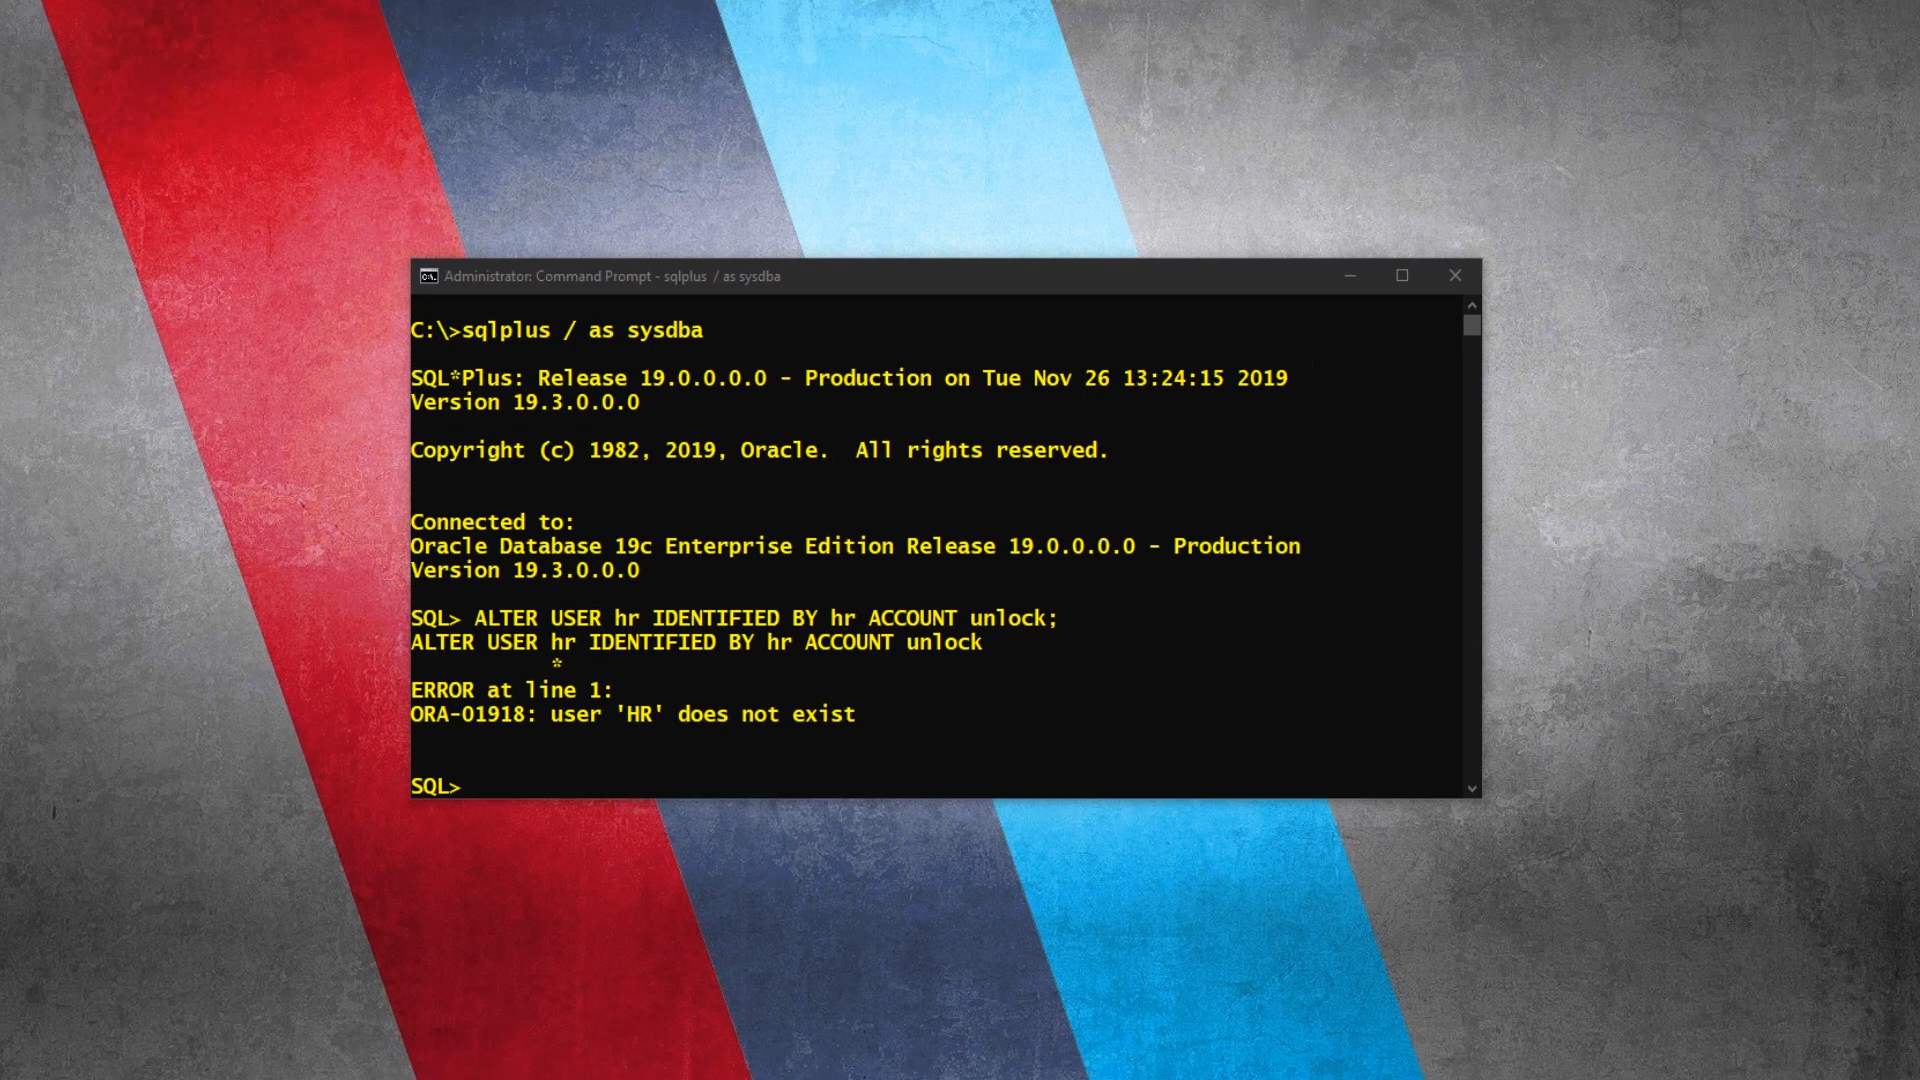 Administrator: Command Prompt - sqlplus  / as sysdba
C:\>sqlplus / as sysdba
SQL*Plus: Release 19.0.0.0.0 - Production on Tue Nov 26 13:24:15 2019
Version 19.3.0.0.0
Copyright (c) 1982, 2019, Oracle.  All rights reserved.
Connected to:
Oracle Database 19c Enterprise Edition Release 19.0.0.0.0 - Production
Version 19.3.0.0.0
SQL> ALTER USER hr IDENTIFIED BY hr ACCOUNT unlock;
ALTER USER hr IDENTIFIED BY hr ACCOUNT unlock
*
ERROR at line 1:
ORA-01918: user 'HR' does not exist
SQL>